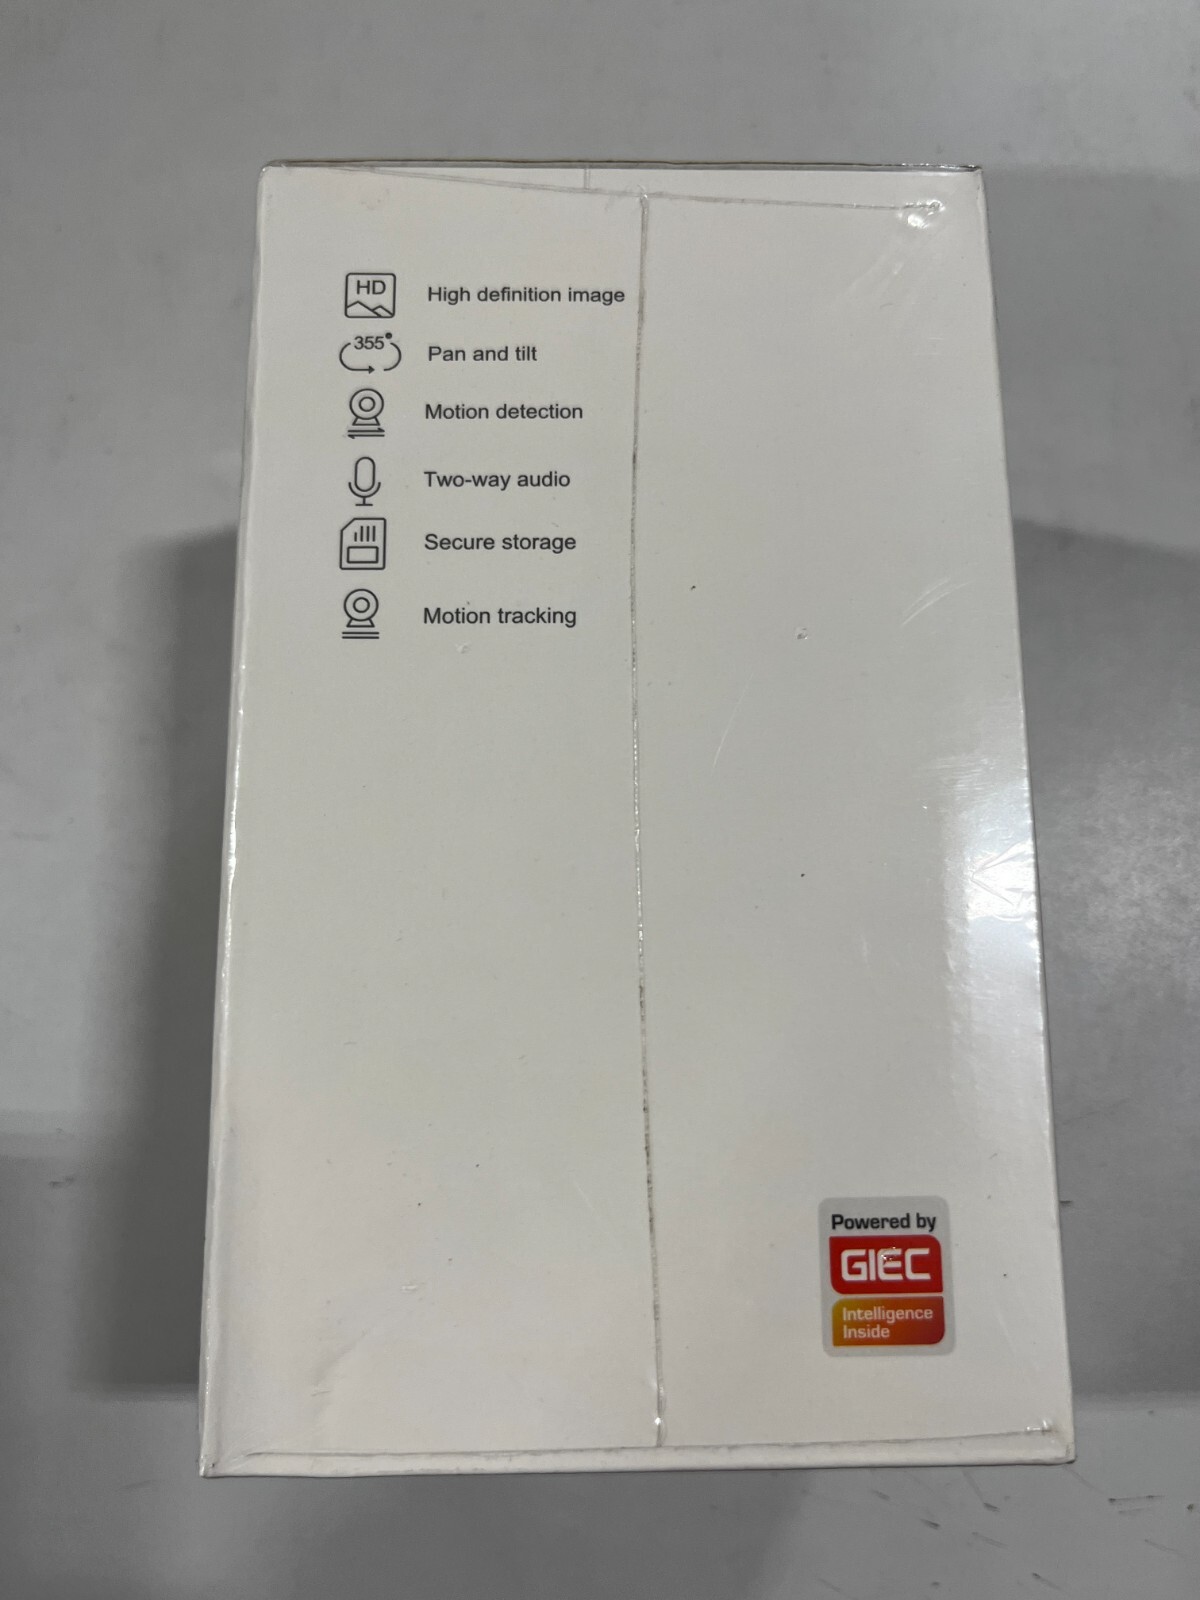 HD
High definition image
355°
Pan and tilt
Motion detection
Two-way audio
Secure storage
Motion tracking
Powered by
GIEC
Intelligence
Inside